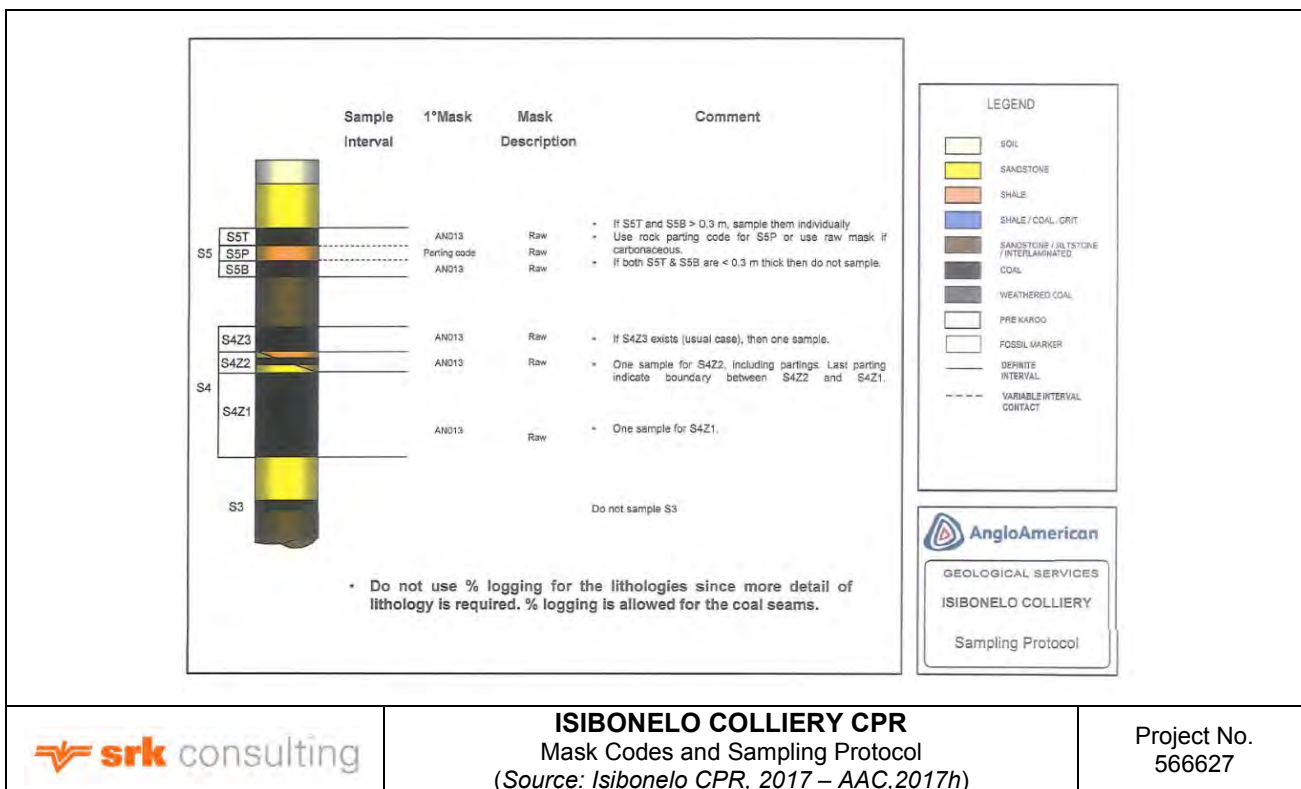 Sample Interval
1°Mask
Mask Description
Comment
S5
S5T
AN013
Raw
S5P
Parting code
Raw
S5B
AN013
Raw
- If S5T and S5B > 0.3 m, sample them individually
- Use rock parting code for S5P or use raw mask if
carbonaceous.
- If both S5T & S5B are < 0.3 m thick then do not sample.
S4
S4Z3
AN013
Raw
- If S4Z3 exists (usual case), then one sample.
S4Z2
AN013
Raw
- One sample for S4Z2, including partings. Last parting
indicate boundary between S4Z2 and S4Z1.
S4Z1
AN013
Raw
- One sample for S4Z1.
S3
Do not sample S3
• Do not use % logging for the lithologies since more detail of
lithology is required. % logging is allowed for the coal seams.
LEGEND
SOIL
SANDSTONE
SHALE
SHALE / COAL, GRIT
SANDSTONE / SILTSTONE
/ INTERLAMINATED
COAL
WEATHERED COAL
PRE KAROO
FOSSIL MARKER
DEFINITE
INTERVAL
VARIABLE INTERVAL
CONTACT
AngloAmerican
GEOLOGICAL SERVICES
ISIBONELO COLLIERY
Sampling Protocol
srk consulting
ISIBONELO COLLIERY CPR
Mask Codes and Sampling Protocol
(Source: Isibonelo CPR, 2017 – AAC,2017h)
Project No.
566627